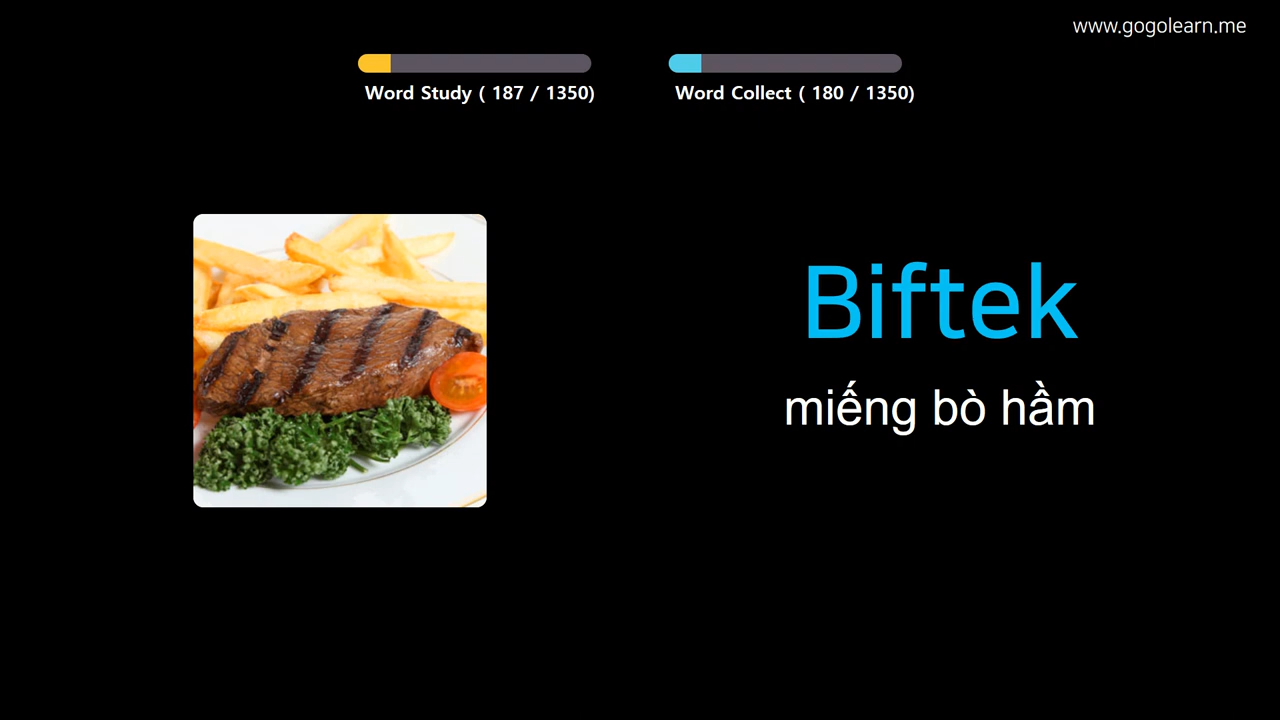 www.gogolearn.me
Word Study ( 187 / 1350)
Word Collect ( 180 / 1350)
Biftek
miếng bò hầm